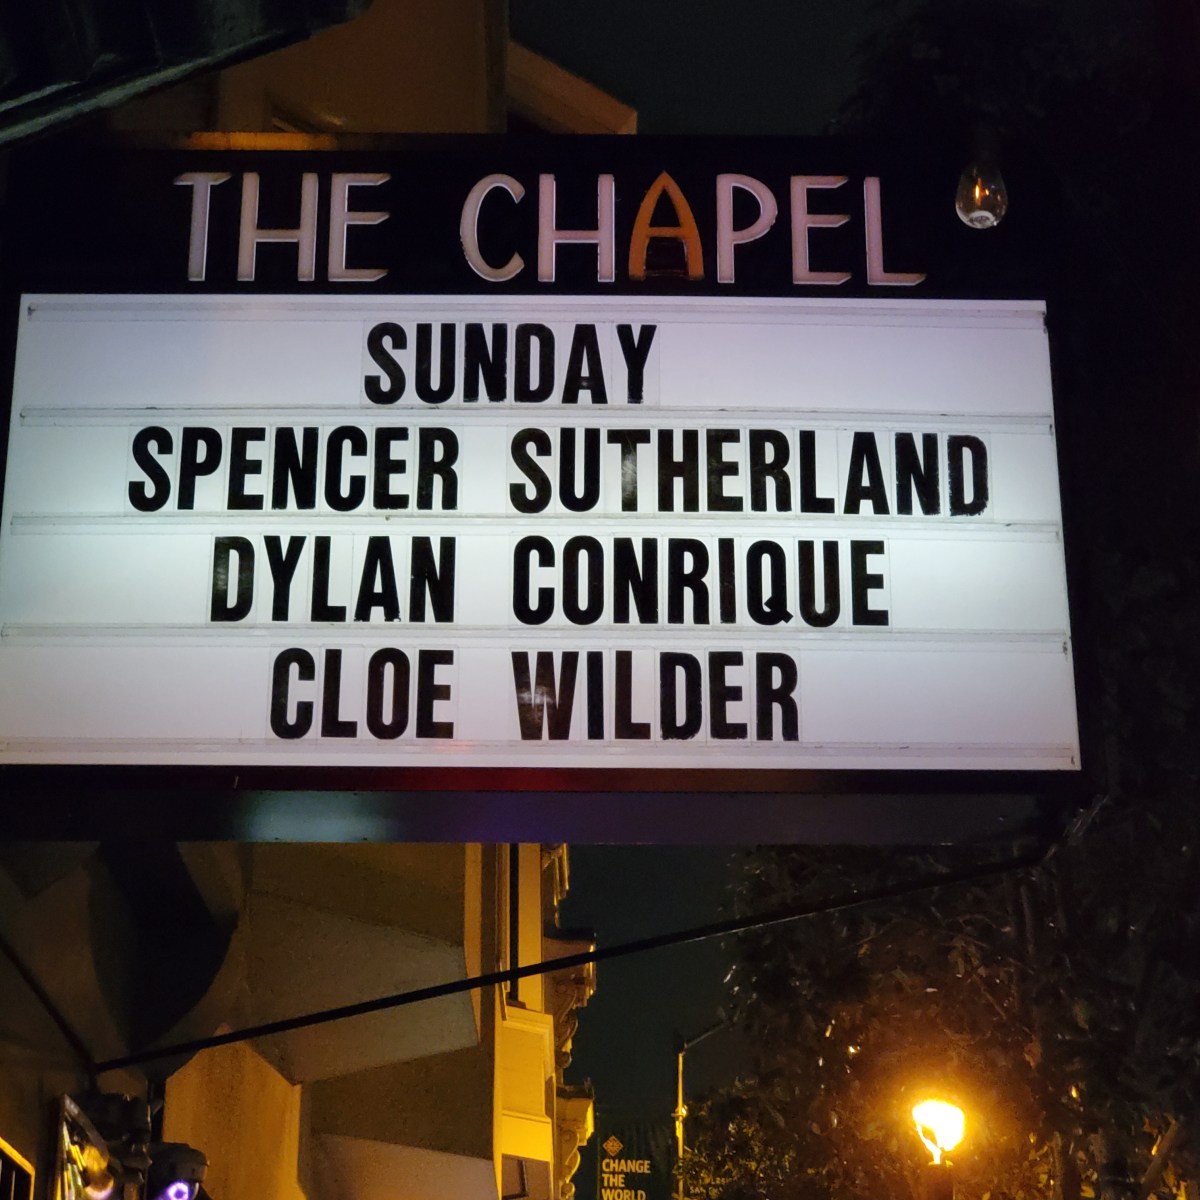 THE CHAPEL
SUNDAY
SPENCER SUTHERLAND
DYLAN CONRIQUE
CLOE WILDER
CHANGE
THE
WORLD